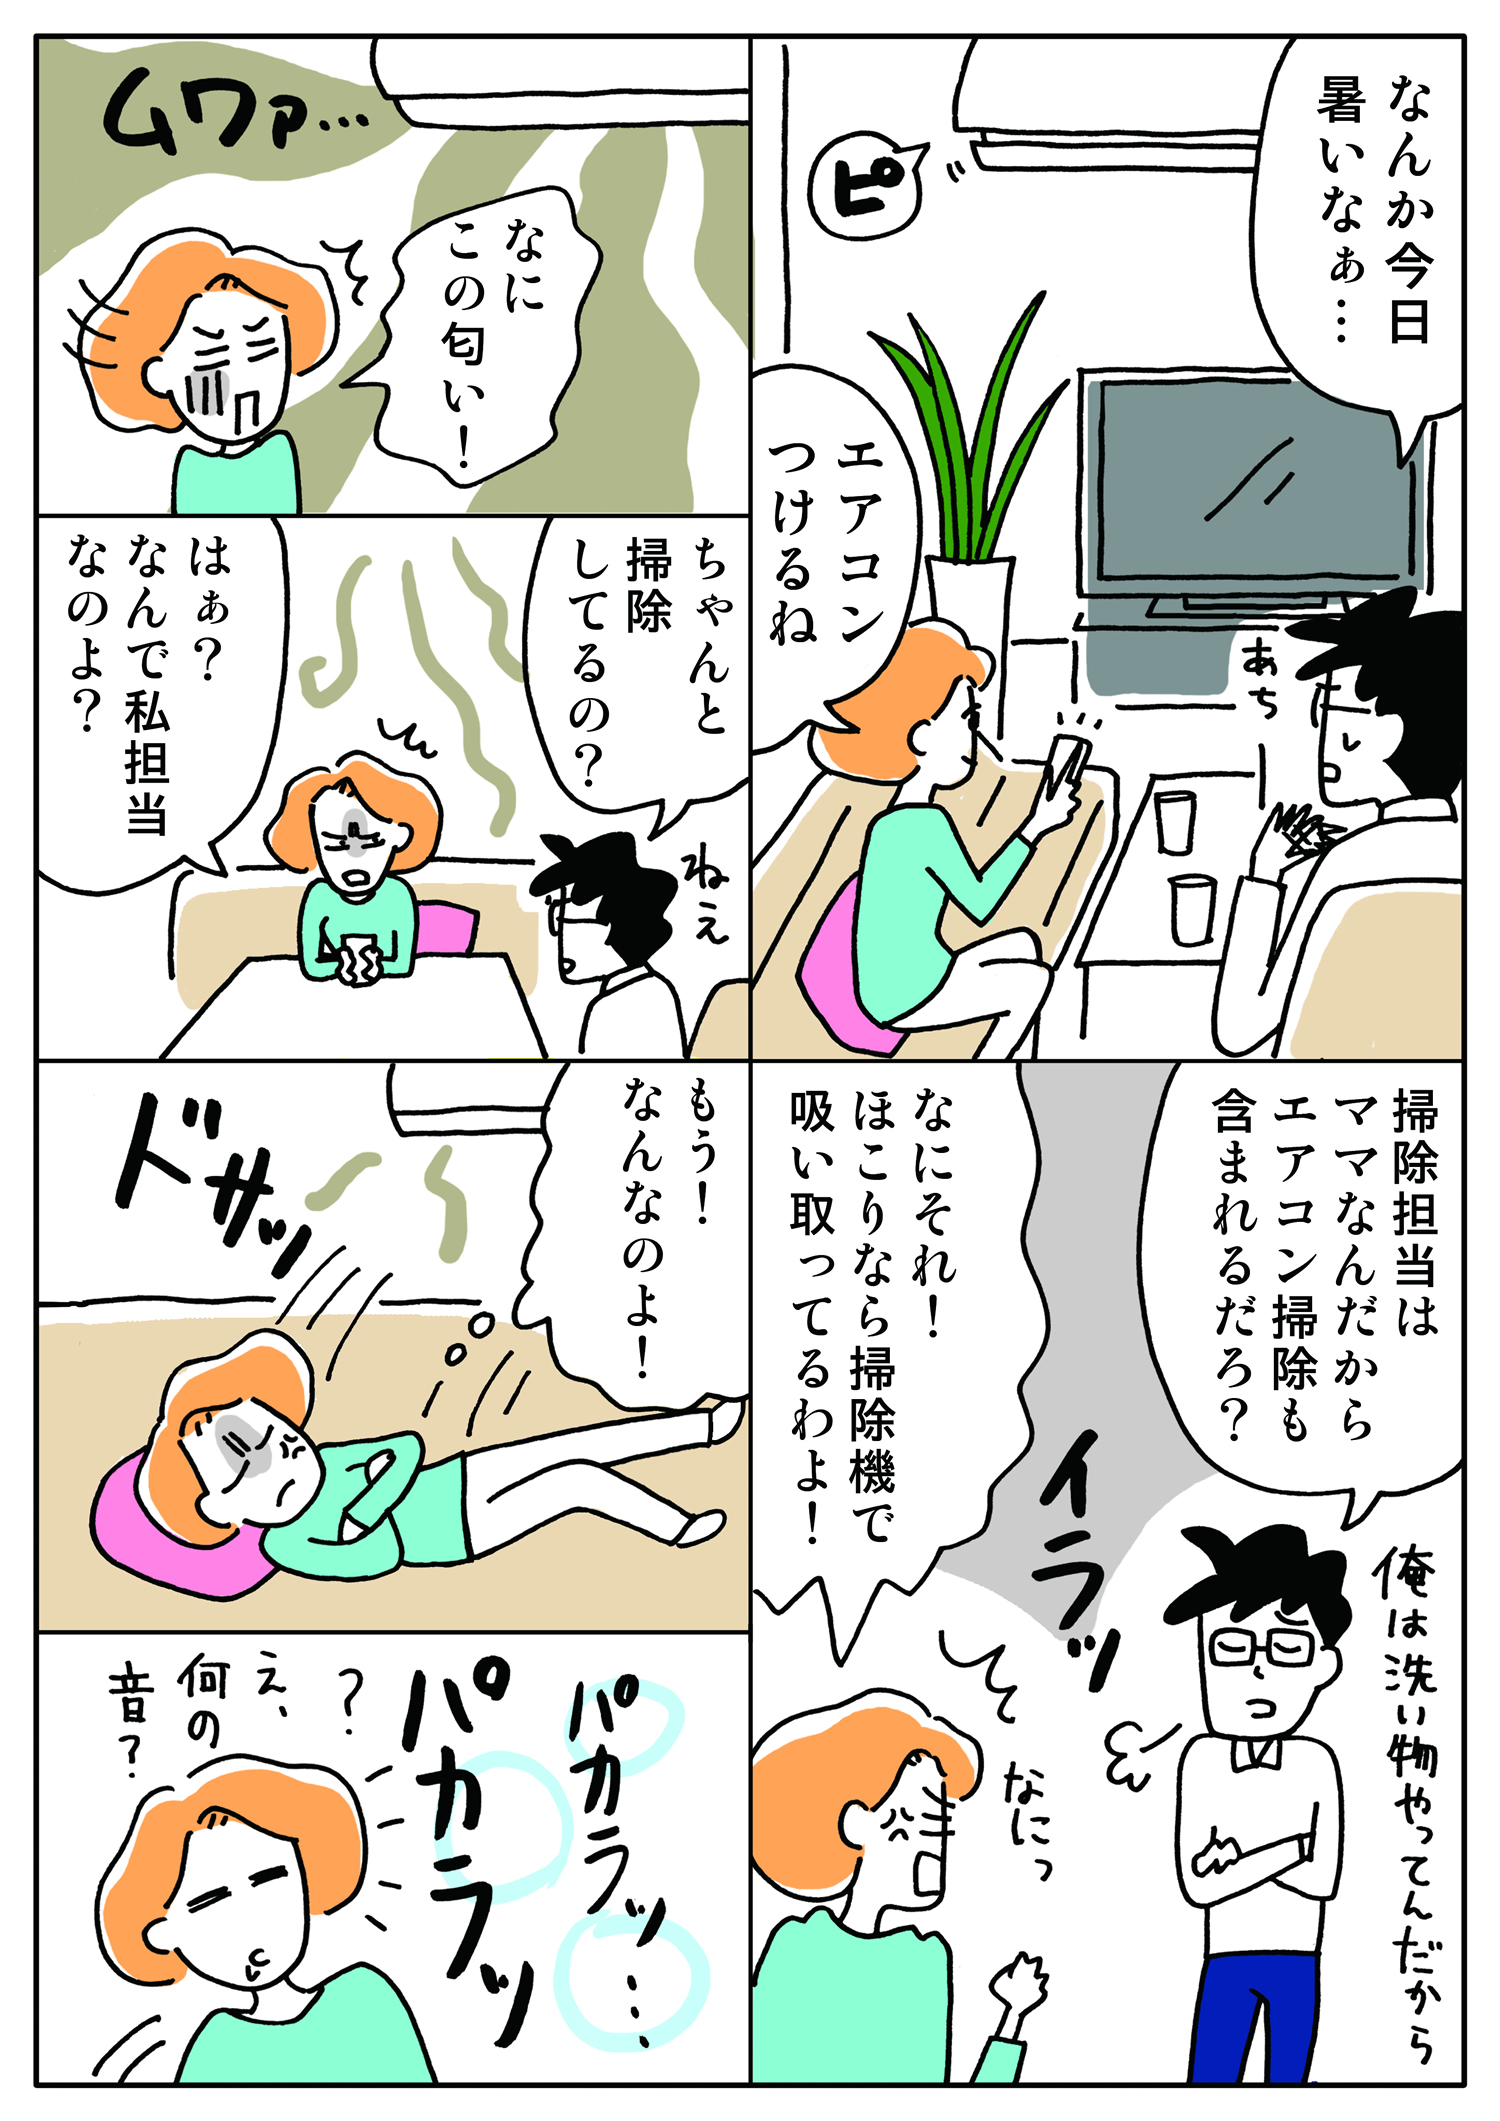 なんか今日
暑いなぁ…
ピ
エアコン
つけるね
あちー
ムワァ…
なに
この匂い！
ちゃんと
掃除
してるの？
ねえ
はぁ？
なんで私担当
なのよ？
掃除担当は
ママなんだから
エアコン掃除も
含まれるだろ？
俺は洗い物やってんだから
イラッ
なにそれ！
ほこりなら掃除機で
吸い取ってるわよ！
なにっ
もう！
なんなのよ！
ドサッ
パカラッ…
パカラッ
？
え、
何の
音？